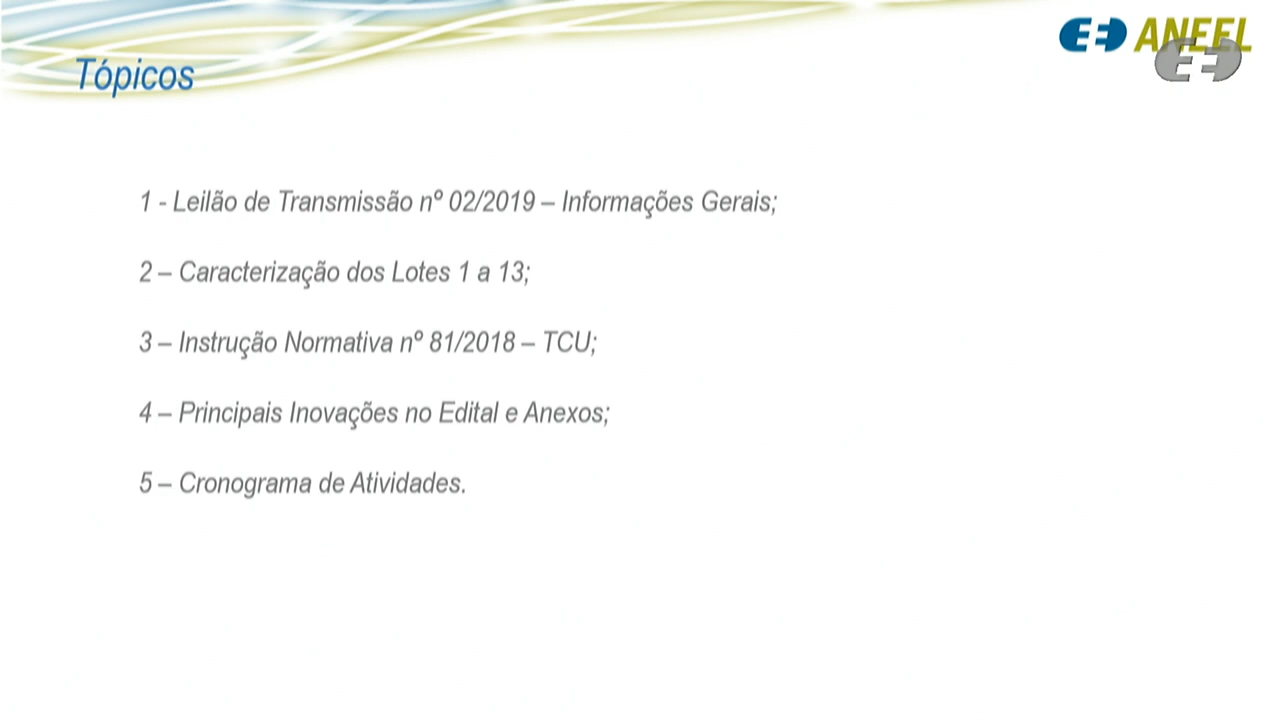 ANEEL
Tópicos
1 - Leilão de Transmissão nº 02/2019 – Informações Gerais;
2 – Caracterização dos Lotes 1 a 13;
3 – Instrução Normativa nº 81/2018 – TCU;
4 – Principais Inovações no Edital e Anexos;
5 – Cronograma de Atividades.